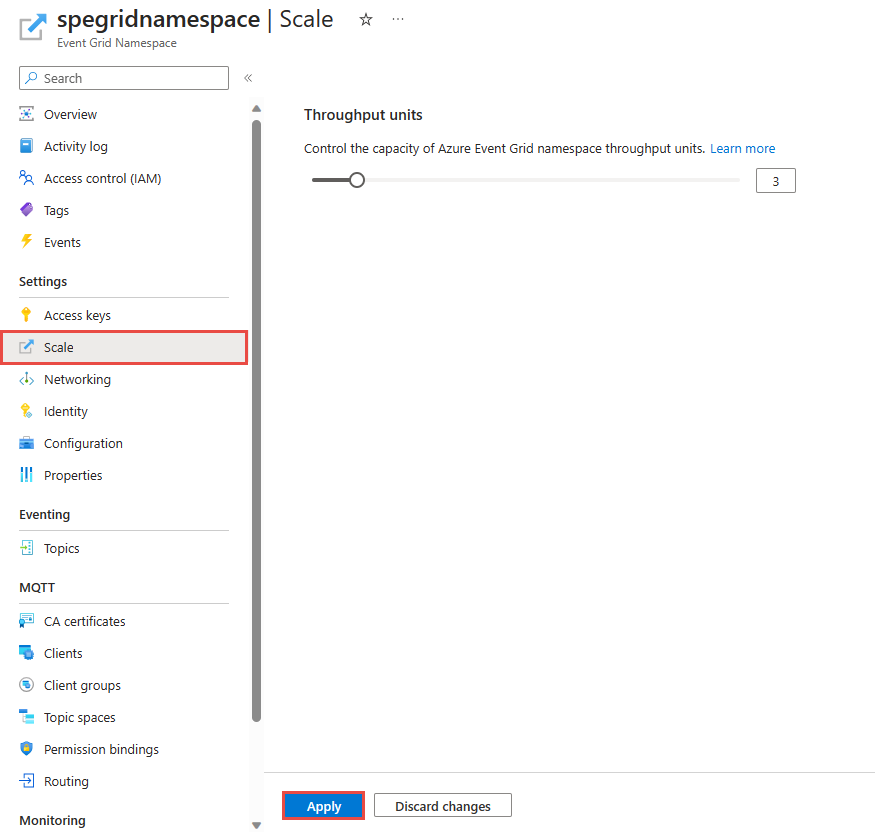 spegridnamespace | Scale
Event Grid Namespace
Search
Overview
Activity log
Access control (IAM)
Tags
Events
Settings
Access keys
Scale
Networking
Identity
Configuration
Properties
Eventing
Topics
MQTT
CA certificates
Clients
Client groups
Topic spaces
Permission bindings
Routing
Monitoring
Throughput units
Control the capacity of Azure Event Grid namespace throughput units. Learn more
3
Apply
Discard changes